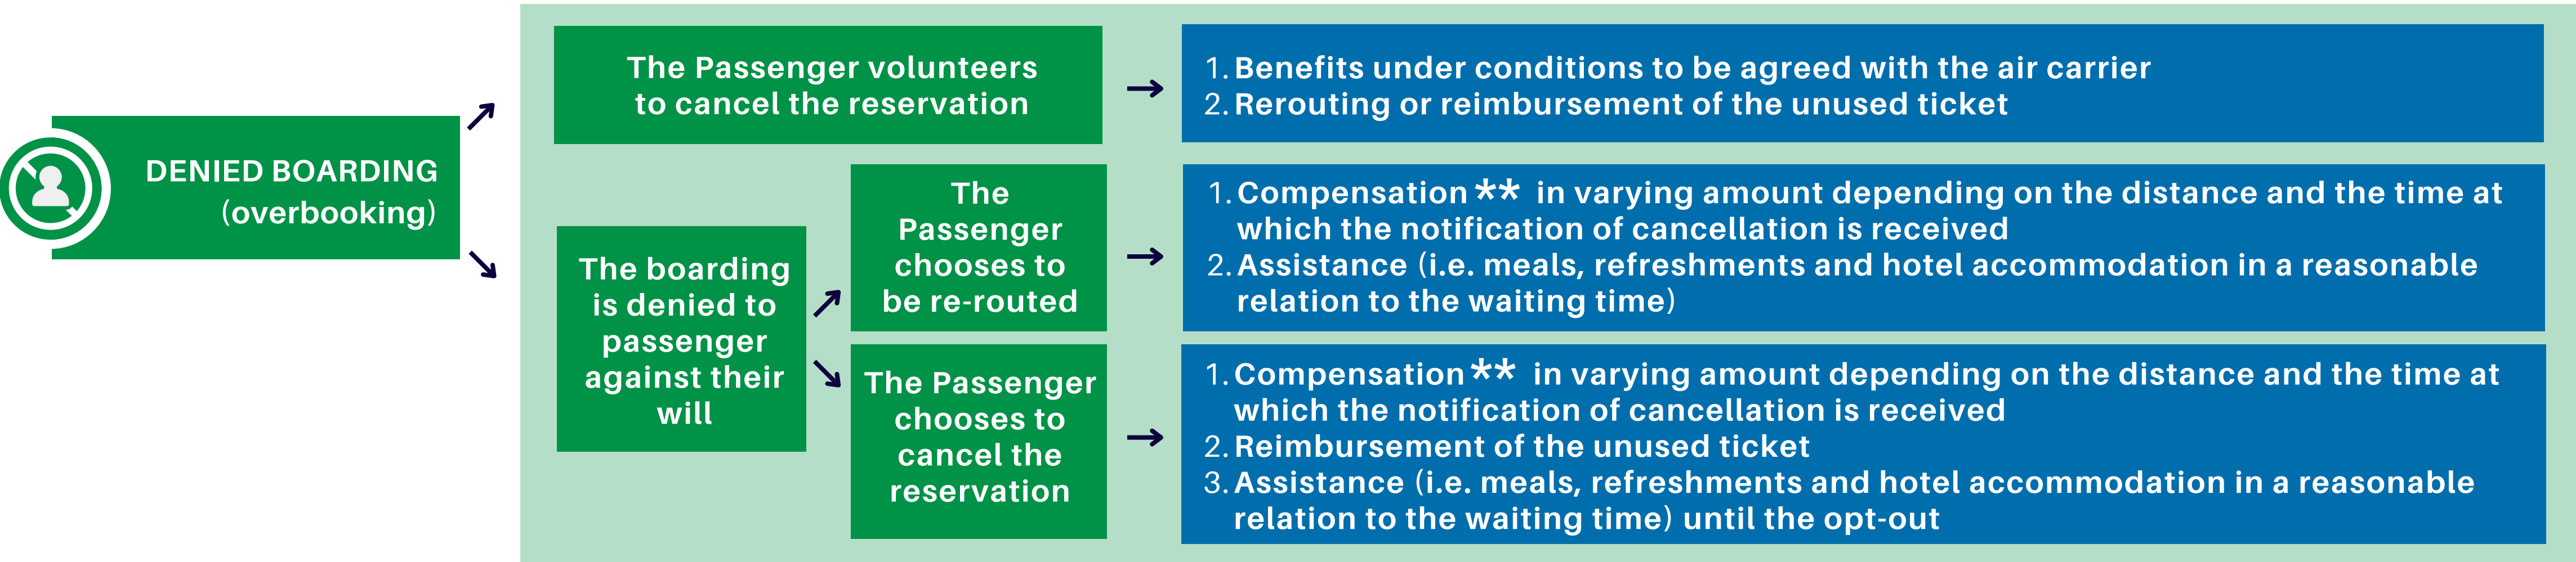 DENIED BOARDING
(overbooking)
The Passenger volunteers
to cancel the reservation
1. Benefits under conditions to be agreed with the air carrier
2. Rerouting or reimbursement of the unused ticket
The boarding
is denied to
passenger
against their
will
The
Passenger
chooses to
be re-routed
1. Compensation** in varying amount depending on the distance and the time at
which the notification of cancellation is received
2. Assistance (i.e. meals, refreshments and hotel accommodation in a reasonable
relation to the waiting time)
The Passenger
chooses to
cancel the
reservation
1. Compensation** in varying amount depending on the distance and the time at
which the notification of cancellation is received
2. Reimbursement of the unused ticket
3. Assistance (i.e. meals, refreshments and hotel accommodation in a reasonable
relation to the waiting time) until the opt-out